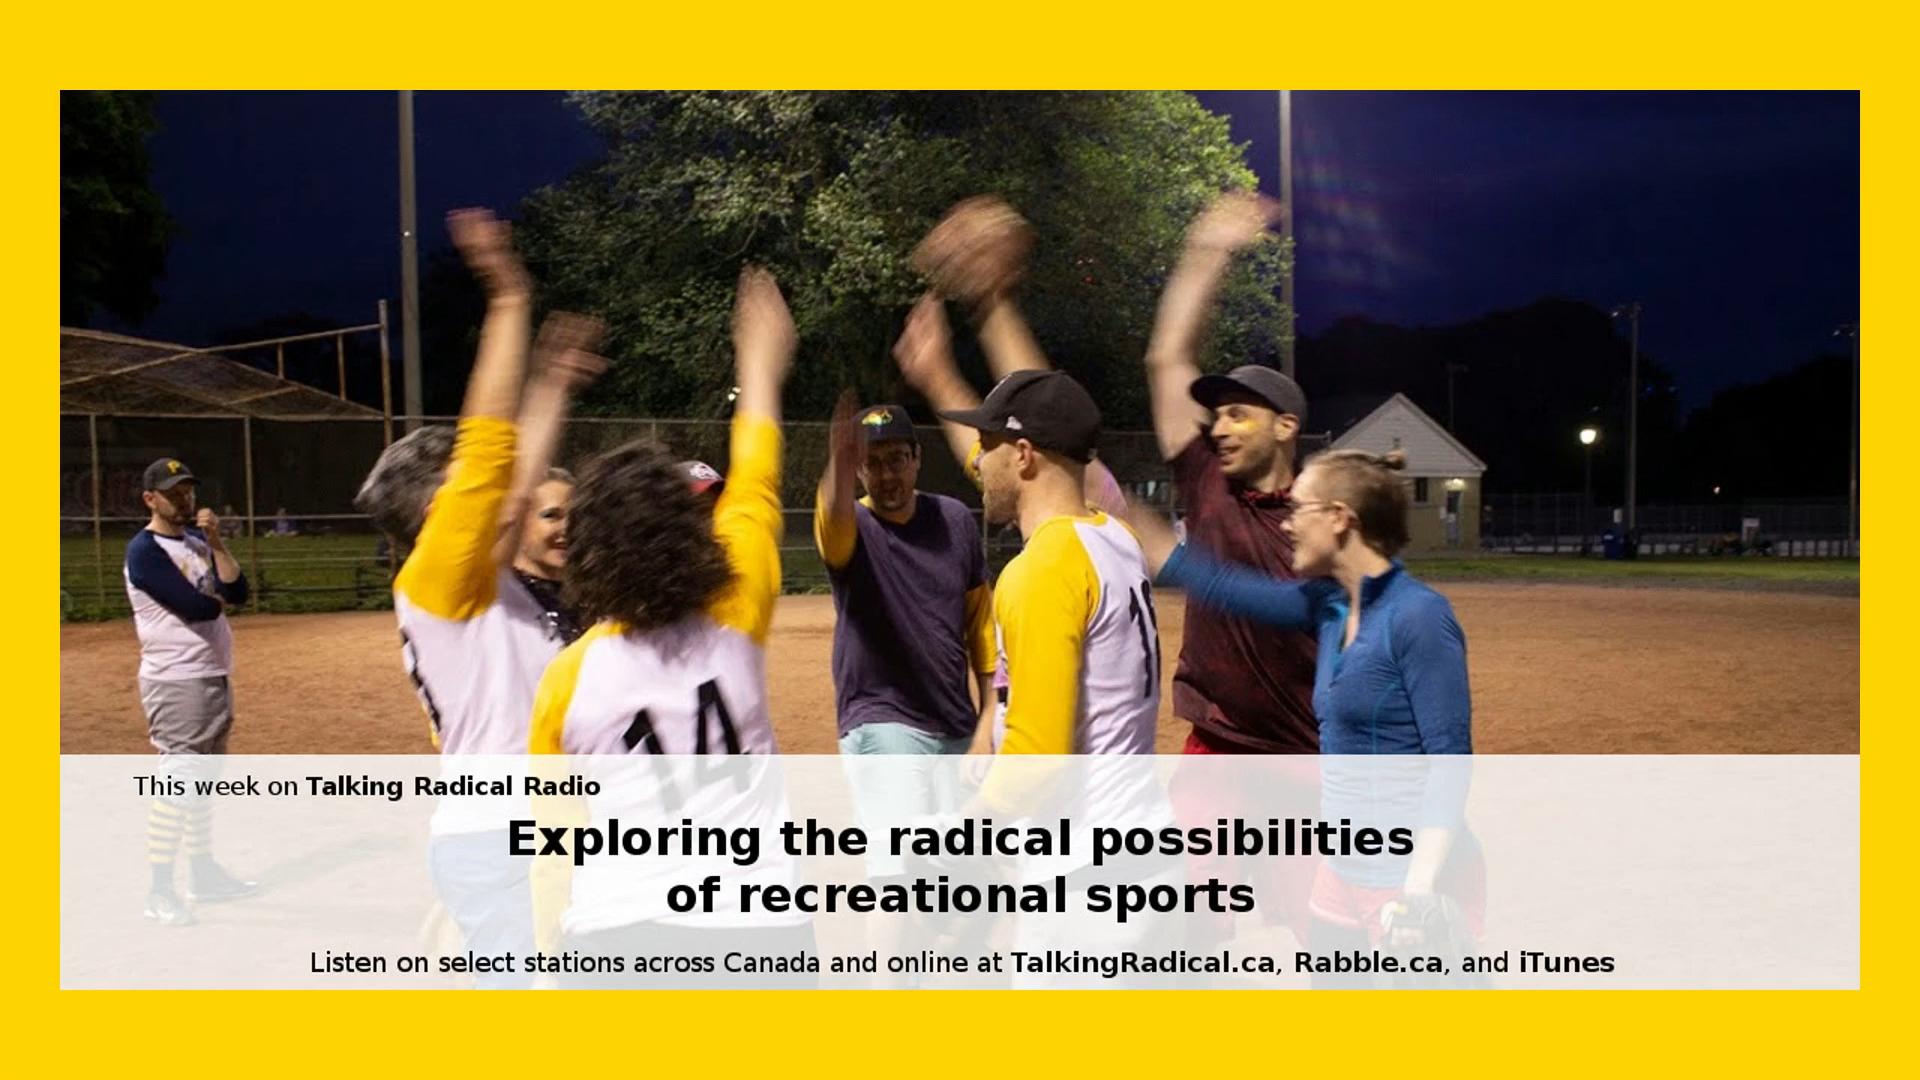 P
14
This week on Talking Radical Radio
Exploring the radical possibilities
of recreational sports
Listen on select stations across Canada and online at TalkingRadical.ca, Rabble.ca, and iTunes